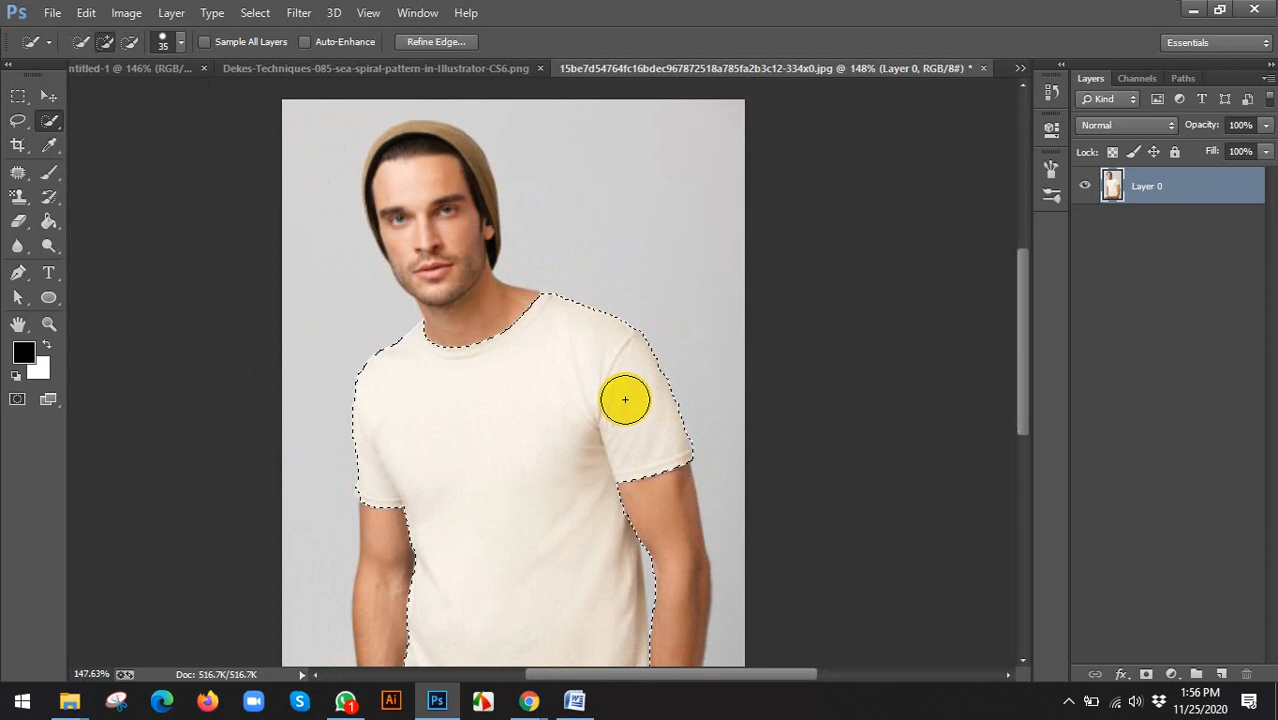 Ps File Edit Image Layer Type Select Filter 3D View Window Help
35 Sample All Layers Auto-Enhance Refine Edge... Essentials
ntitled-1 @ 146% (RGB/... × Dekes-Techniques-085-sea-spiral-pattern-in-Illustrator-CS6.png × 15be7d54764fc16bdec967872518a785fa2b3c12-334x0.jpg @ 148% (Layer 0, RGB/8#) * ×
Layers Channels Paths
Kind
Normal Opacity: 100%
Lock: Fill: 100%
Layer 0
147.63% Doc: 516.7K/516.7K
1 Ai Ps
1:56 PM
11/25/2020